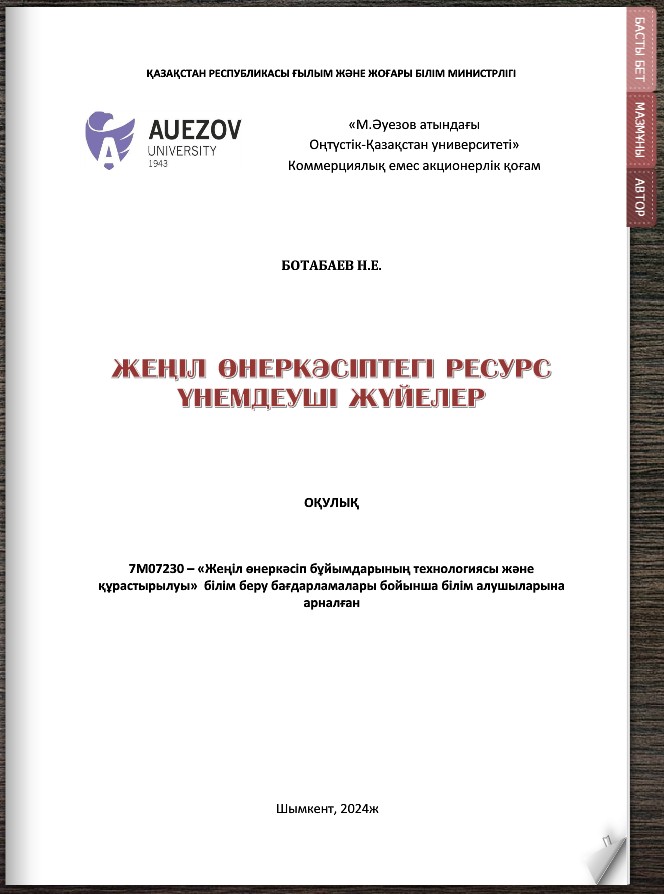 ҚАЗАҚСТАН РЕСПУБЛИКАСЫ ҒЫЛЫМ ЖӘНЕ ЖОҒАРЫ БІЛІМ МИНИСТРЛІГІ
AUEZOV
UNIVERSITY
1943
«М.Әуезов атындағы
Оңтүстік-Қазақстан университеті»
Коммерциялық емес акционерлік қоғам
БОТАБАЕВ Н.Е.
ЖЕҢІЛ ӨНЕРКӘСІПТЕГІ РЕСУРС
ҮНЕМДЕУШІ ЖҮЙЕЛЕР
ОҚУЛЫҚ
7М07230 – «Жеңіл өнеркәсіп бұйымдарының технологиясы және
құрастырылуы» білім беру бағдарламалары бойынша білім алушыларына
арналған
Шымкент, 2024ж
БАСТЫ БЕТ
МАЗМҰНЫ
АВТОР